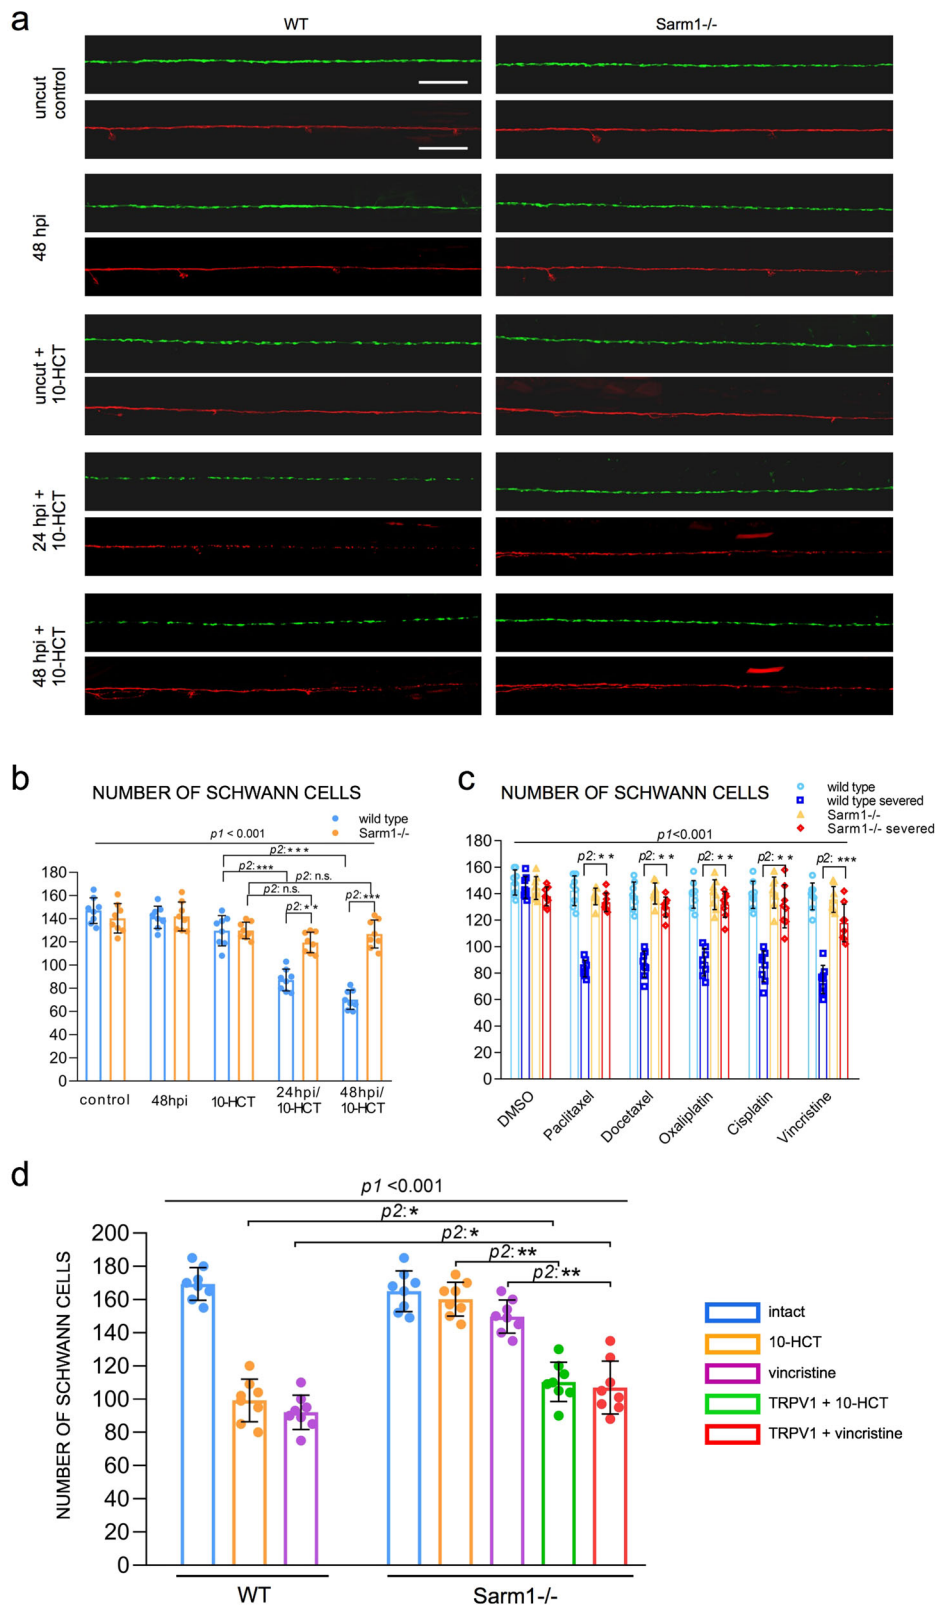 a
WT
Sarm1-/-
uncut
control
48 hpi
uncut +
10-HCT
24 hpi +
10-HCT
48 hpi +
10-HCT
b
NUMBER OF SCHWANN CELLS
wild type
Sarm1-/-
p1 < 0.001
p2: ***
p2: ***
p2: n.s.
p2: n.s.
p2: **
p2: ***
180
160
140
120
100
80
60
40
20
0
control
48hpi
10-HCT
24hpi/
10-HCT
48hpi/
10-HCT
c
NUMBER OF SCHWANN CELLS
wild type
wild type severed
Sarm1-/-
Sarm1-/- severed
p1<0.001
p2: **
p2: **
p2: **
p2: **
p2: ***
180
160
140
120
100
80
60
40
20
0
DMSO
Paclitaxel
Docetaxel
Oxaliplatin
Cisplatin
Vincristine
d
p1 <0.001
p2: *
p2: *
p2: **
p2: **
NUMBER OF SCHWANN CELLS
200
180
160
140
120
100
80
60
40
20
0
WT
Sarm1-/-
intact
10-HCT
vincristine
TRPV1 + 10-HCT
TRPV1 + vincristine